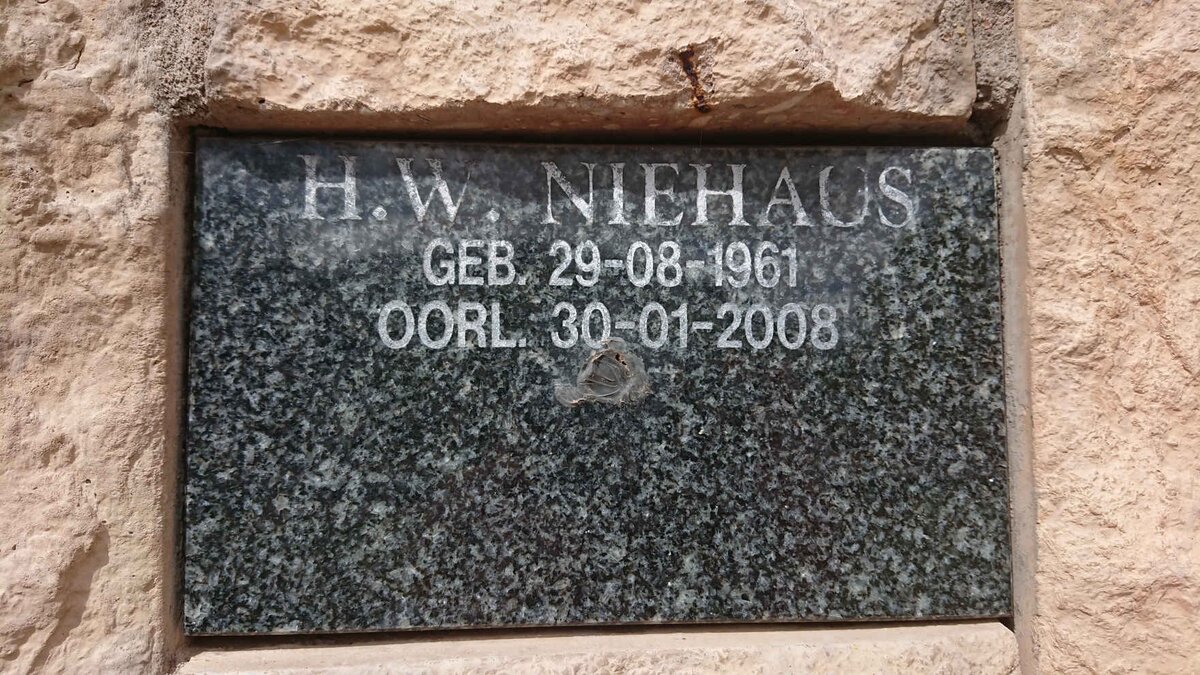 H.W. NIEHAUS
GEB. 29-08-1961
OORL. 30-01-2008